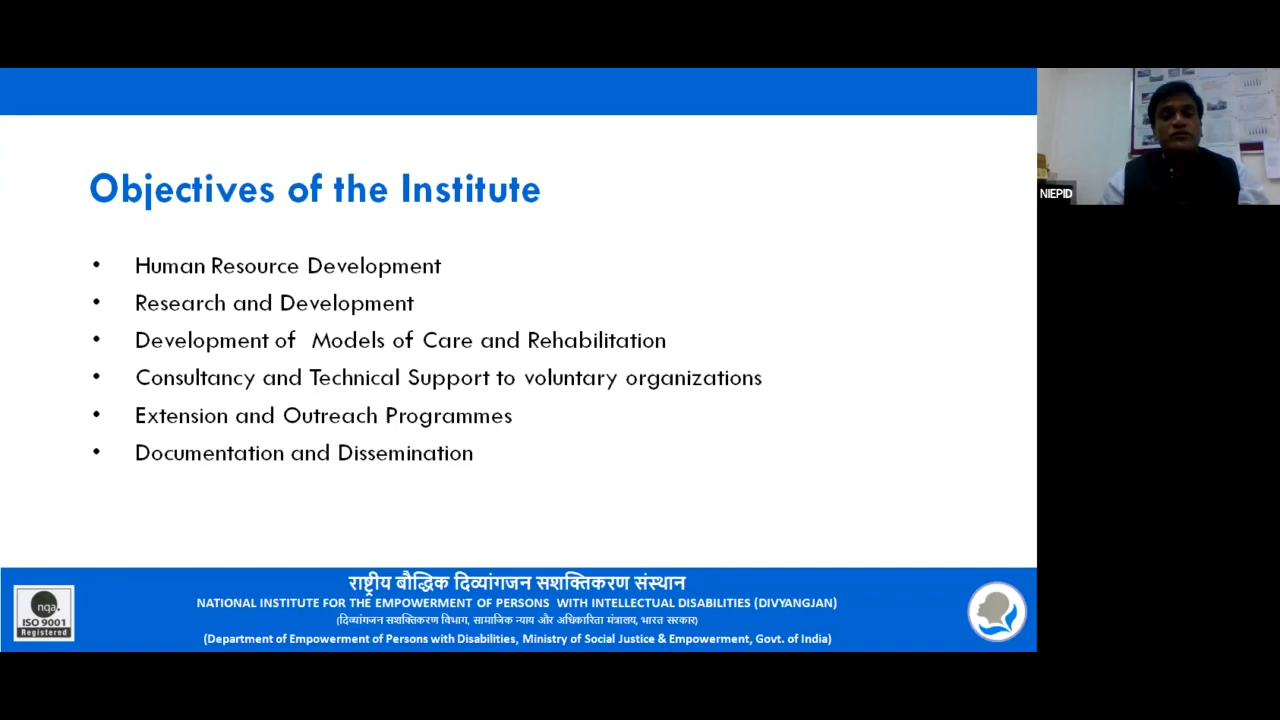 Objectives of the Institute
• Human Resource Development
• Research and Development
• Development of Models of Care and Rehabilitation
• Consultancy and Technical Support to voluntary organizations
• Extension and Outreach Programmes
• Documentation and Dissemination
NIEPID
राष्ट्रीय बौद्धिक दिव्यांगजन सशक्तिकरण संस्थान
NATIONAL INSTITUTE FOR THE EMPOWERMENT OF PERSONS WITH INTELLECTUAL DISABILITIES (DIVYANGJAN)
(दिव्यांगजन सशक्तिकरण विभाग, सामाजिक न्याय और अधिकारिता मंत्रालय, भारत सरकार)
(Department of Empowerment of Persons with Disabilities, Ministry of Social Justice & Empowerment, Govt. of India)
nqa.
ISO 9001
Registered